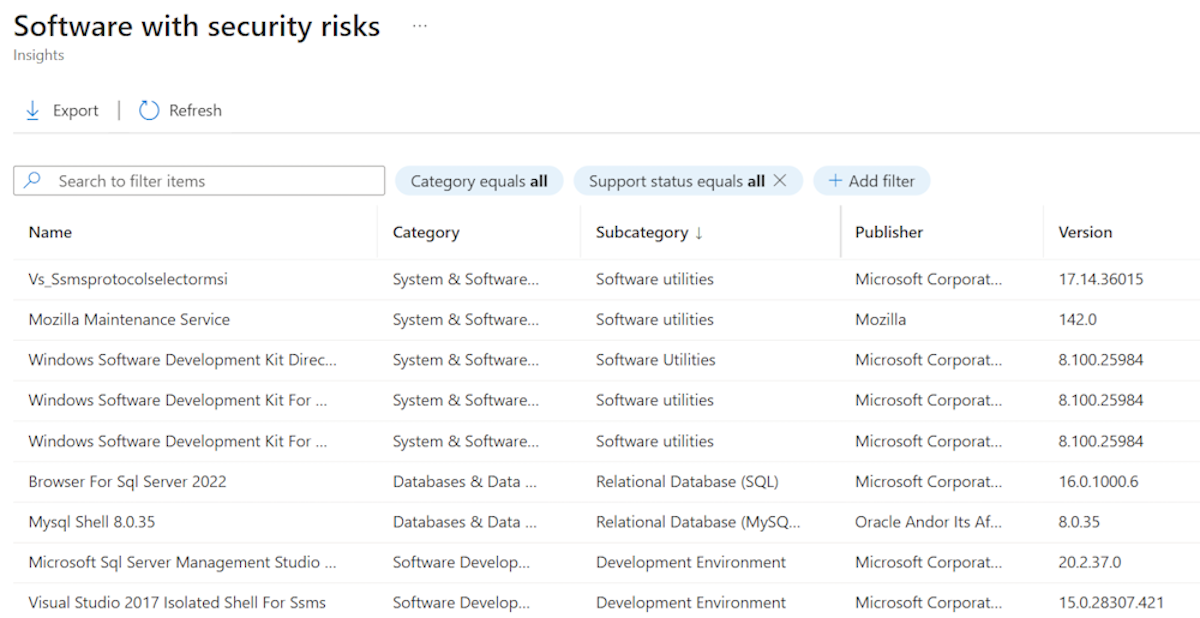 Software with security risks ...
Insights
Export | Refresh
Search to filter items Category equals all Support status equals all + Add filter
Name Category Subcategory ↓ Publisher Version
Vs_Ssmsprotocolselectormsi System & Software... Software utilities Microsoft Corporat... 17.14.36015
Mozilla Maintenance Service System & Software... Software utilities Mozilla 142.0
Windows Software Development Kit Direc... System & Software... Software Utilities Microsoft Corporat... 8.100.25984
Windows Software Development Kit For ... System & Software... Software utilities Microsoft Corporat... 8.100.25984
Windows Software Development Kit For ... System & Software... Software utilities Microsoft Corporat... 8.100.25984
Browser For Sql Server 2022 Databases & Data ... Relational Database (SQL) Microsoft Corporat... 16.0.1000.6
Mysql Shell 8.0.35 Databases & Data ... Relational Database (MySQ... Oracle Andor Its Af... 8.0.35
Microsoft Sql Server Management Studio ... Software Develop... Development Environment Microsoft Corporat... 20.2.37.0
Visual Studio 2017 Isolated Shell For Ssms Software Develop... Development Environment Microsoft Corporat... 15.0.28307.421